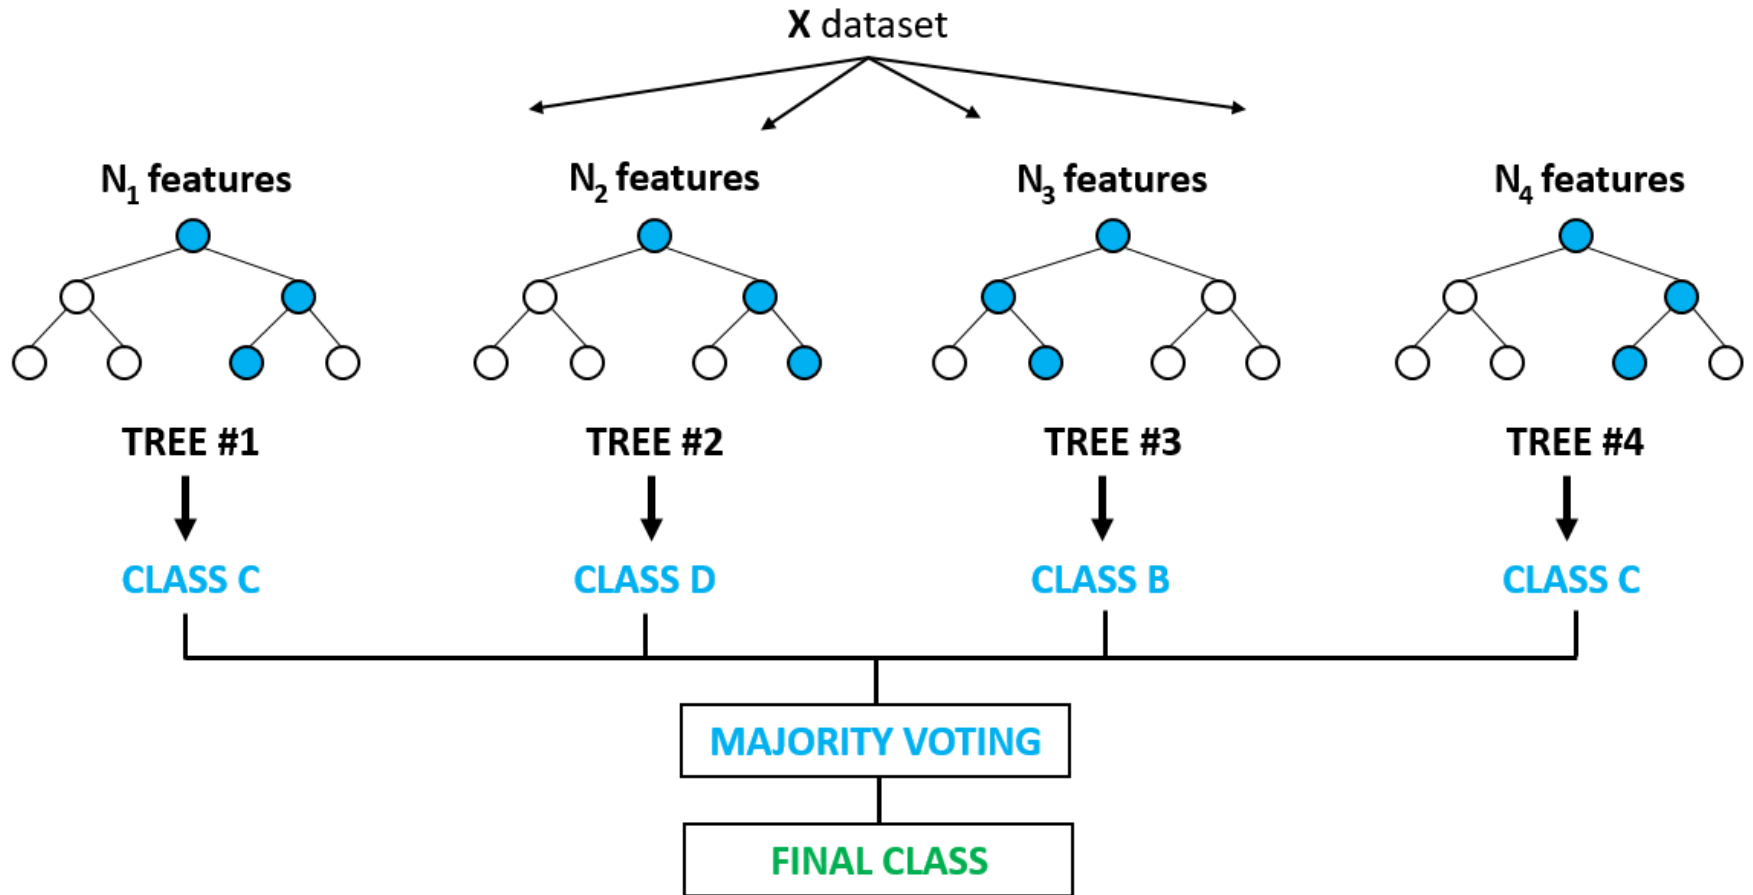 X dataset
N₁ features
N₂ features
N₃ features
N₄ features
TREE #1
TREE #2
TREE #3
TREE #4
CLASS C
CLASS D
CLASS B
CLASS C
MAJORITY VOTING
FINAL CLASS